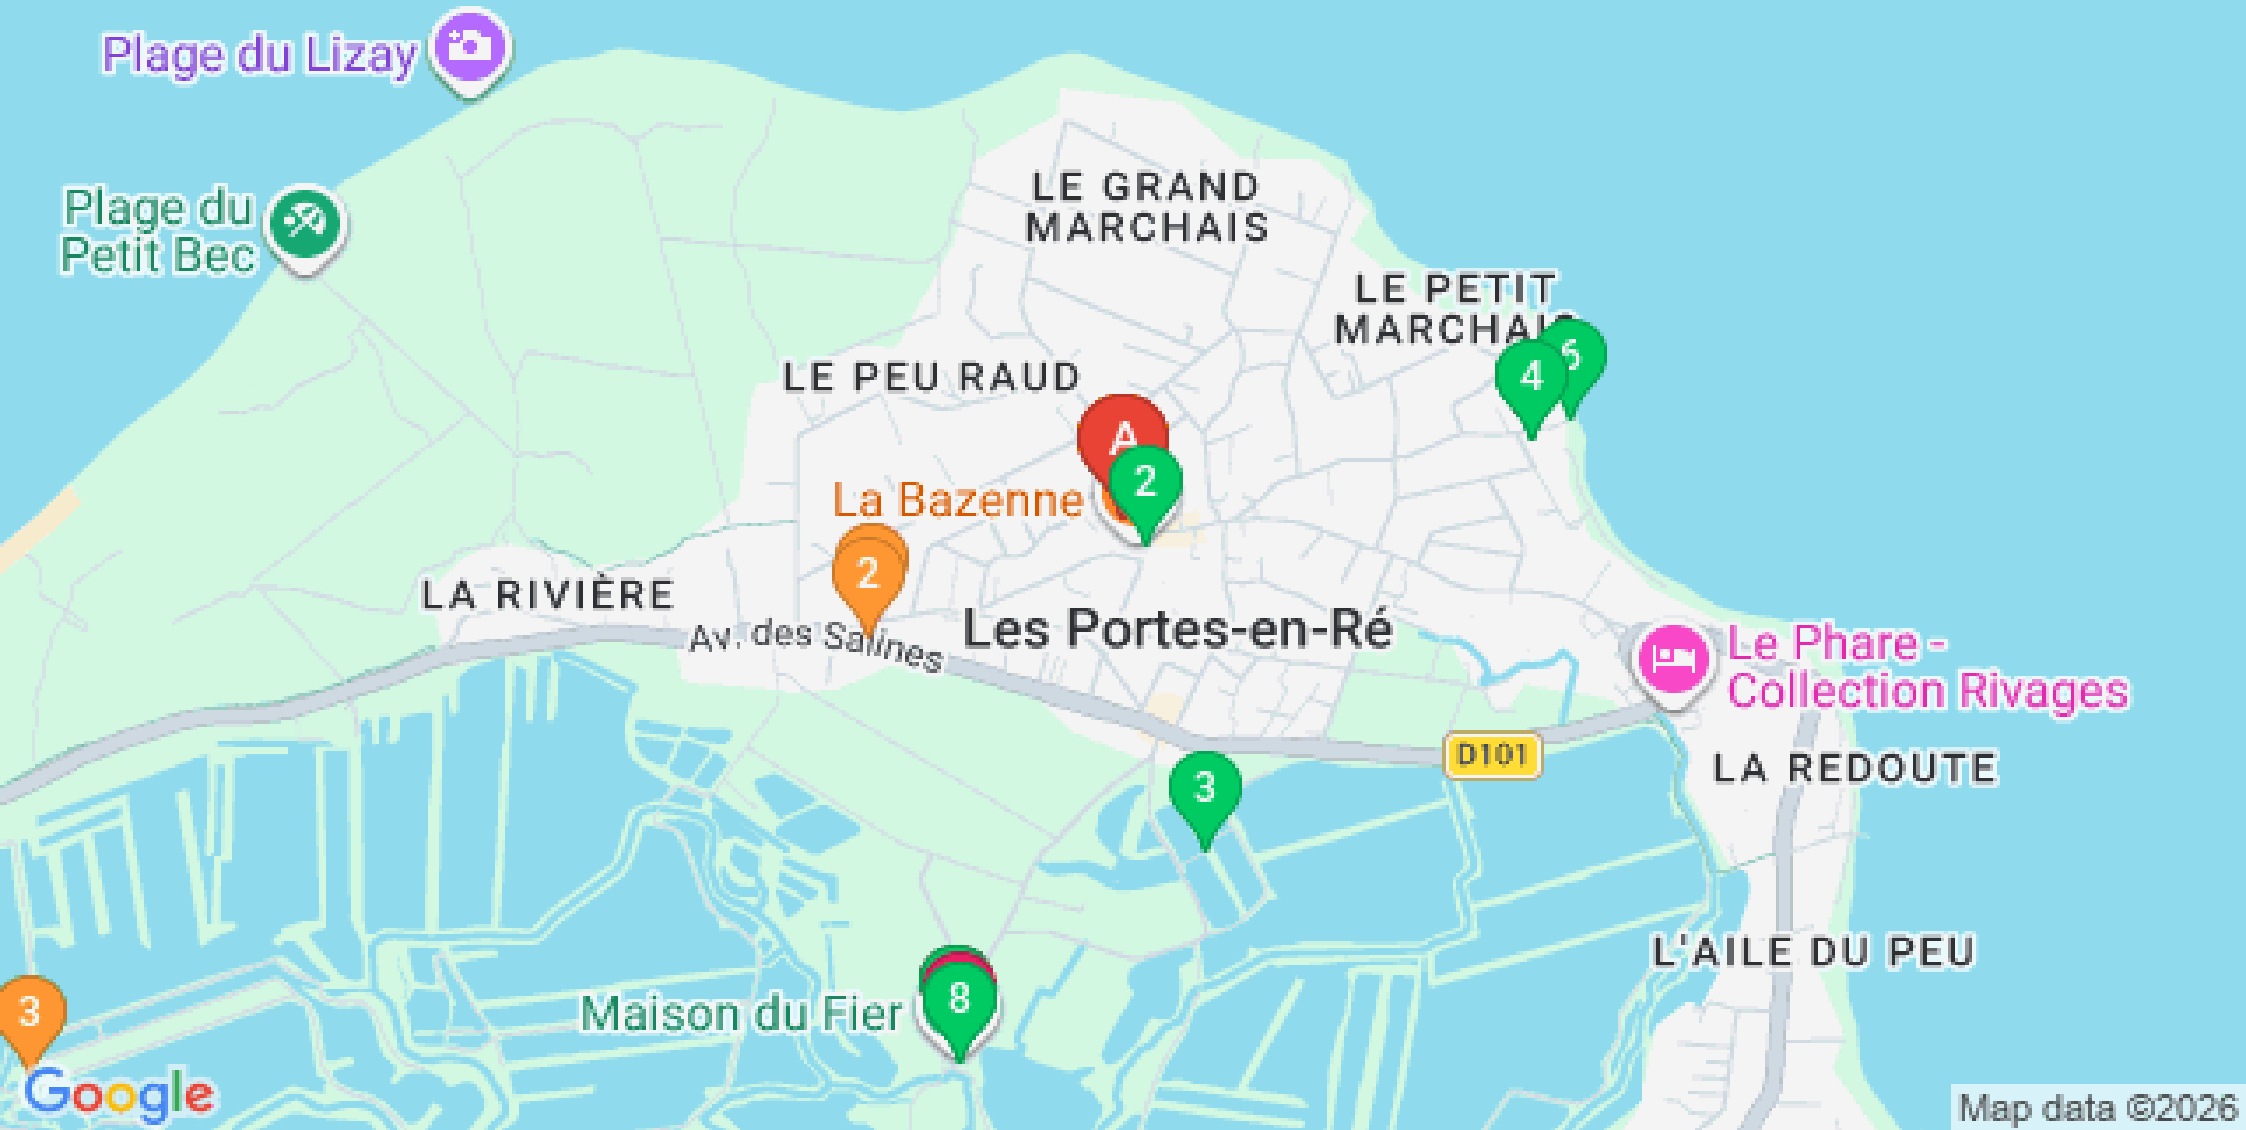 Plage du Lizay
Plage du
Petit Bec
LE GRAND
MARCHAIS
LE PETIT
MARCHAIS
6
4
LE PEU RAUD
A
2
La Bazenne
2
LA RIVIÈRE
Av. des Salines
Les Portes-en-Ré
Le Phare -
Collection Rivages
D101
LA REDOUTE
3
L'AILE DU PEU
8
Maison du Fier
3
Google
Map data ©2026